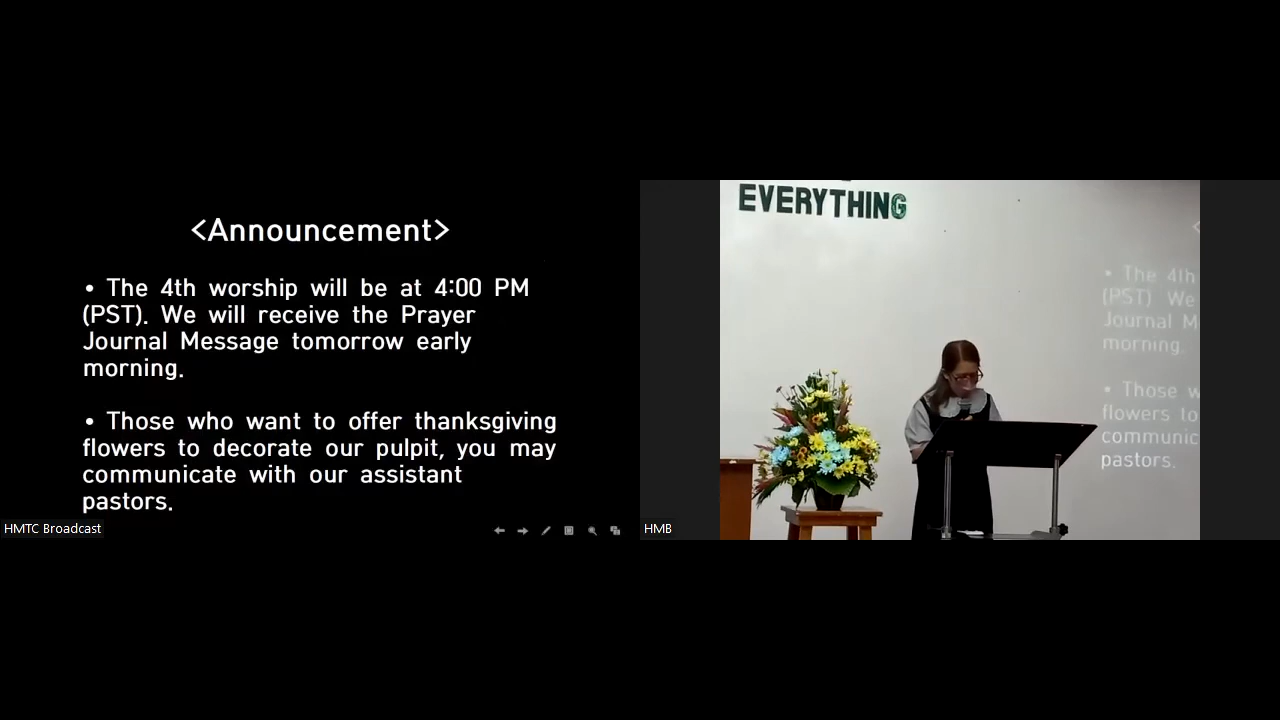 <Announcement>
• The 4th worship will be at 4:00 PM
(PST). We will receive the Prayer
Journal Message tomorrow early
morning.
• Those who want to offer thanksgiving
flowers to decorate our pulpit, you may
communicate with our assistant
pastors.
HMTC Broadcast
EVERYTHING
• The 4th
(PST) We
Journal M
morning.
• Those w
flowers to
communic
pastors.
HMB